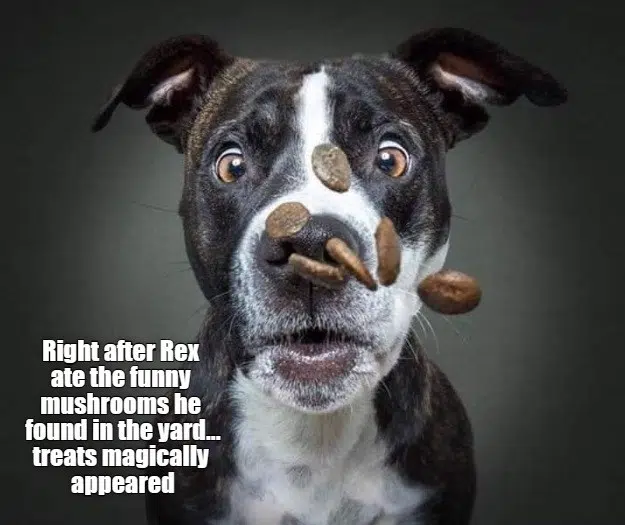 Right after Rex
ate the funny
mushrooms he
found in the yard...
treats magically
appeared